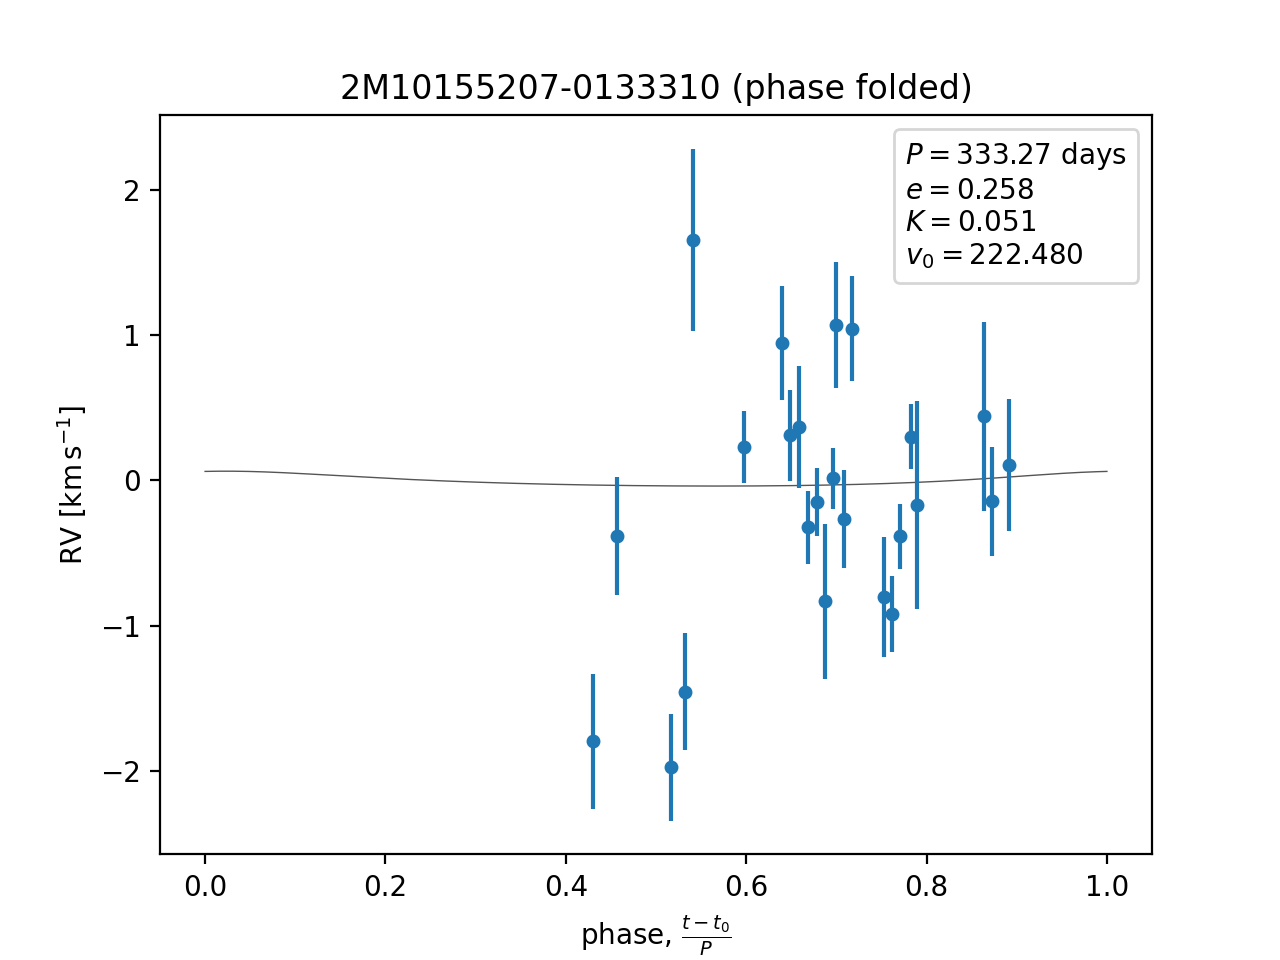 2M10155207-0133310 (phase folded)
P = 333.27 days
e = 0.258
K = 0.051
v₀ = 222.480
RV [km s⁻¹]
2
1
0
−1
−2
0.0 0.2 0.4 0.6 0.8 1.0
phase, (t − t₀)/P